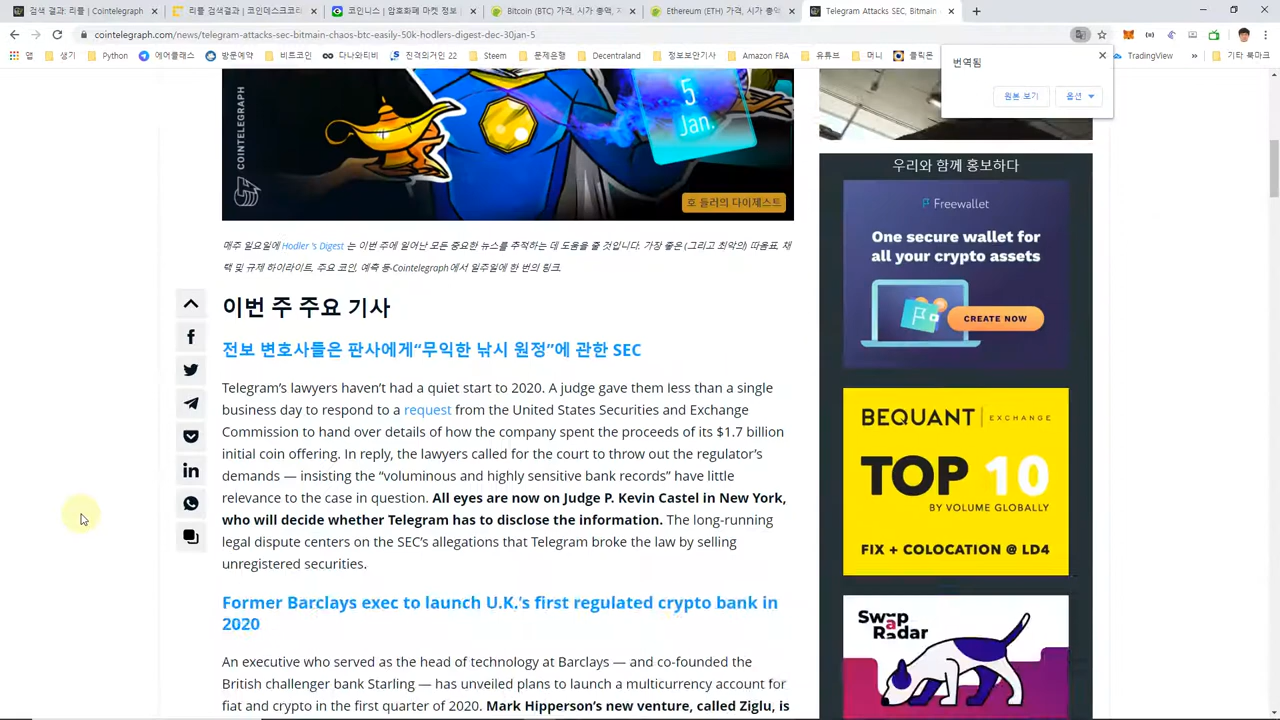 검색 결과: 리플 | Cointelegraph
리플 검색결과 | 코인데스크코리
코인니스 | 암호화폐 마켓 정보
Bitcoin (BTC) 가격, 시가 총액,
Ethereum (ETH) 가격, 시가 총액
Telegram Attacks SEC, Bitmain
cointelegraph.com/news/telegram-attacks-sec-bitmain-chaos-btc-easily-50k-hodlers-digest-dec-30jan-5
앱
생기
Python
에어클래스
방문예약
비트코인
다나와티비
진격의거인 22
Steem
문제은행
Decentraland
정보보안기사
Amazon FBA
유튜브
머니
클릭몬
TradingView
기타 북마크
번역됨
원본 보기
옵션
COINTELEGRAPH
5
Jan.
호 들러의 다이제스트
매주 일요일에 Hodler 's Digest 는 이번 주에 일어난 모든 중요한 뉴스를 추적하는 데 도움을 줄 것입니다. 가장 좋은 (그리고 최악의) 따옴표, 채
택 및 규제 하이라이트, 주요 코인, 예측 등-Cointelegraph에서 일주일에 한 번의 링크.
이번 주 주요 기사
전보 변호사들은 판사에게“무익한 낚시 원정”에 관한 SEC
Telegram’s lawyers haven’t had a quiet start to 2020. A judge gave them less than a single
business day to respond to a request from the United States Securities and Exchange
Commission to hand over details of how the company spent the proceeds of its $1.7 billion
initial coin offering. In reply, the lawyers called for the court to throw out the regulator’s
demands — insisting the “voluminous and highly sensitive bank records” have little
relevance to the case in question. All eyes are now on Judge P. Kevin Castel in New York,
who will decide whether Telegram has to disclose the information. The long-running
legal dispute centers on the SEC’s allegations that Telegram broke the law by selling
unregistered securities.
Former Barclays exec to launch U.K.’s first regulated crypto bank in
2020
An executive who served as the head of technology at Barclays — and co-founded the
British challenger bank Starling — has unveiled plans to launch a multicurrency account for
fiat and crypto in the first quarter of 2020. Mark Hipperson’s new venture, called Ziglu, is
우리와 함께 홍보하다
Freewallet
One secure wallet for
all your crypto assets
CREATE NOW
BEQUANT | EXCHANGE
TOP 10
BY VOLUME GLOBALLY
FIX + COLOCATION @ LD4
Swap
Radar